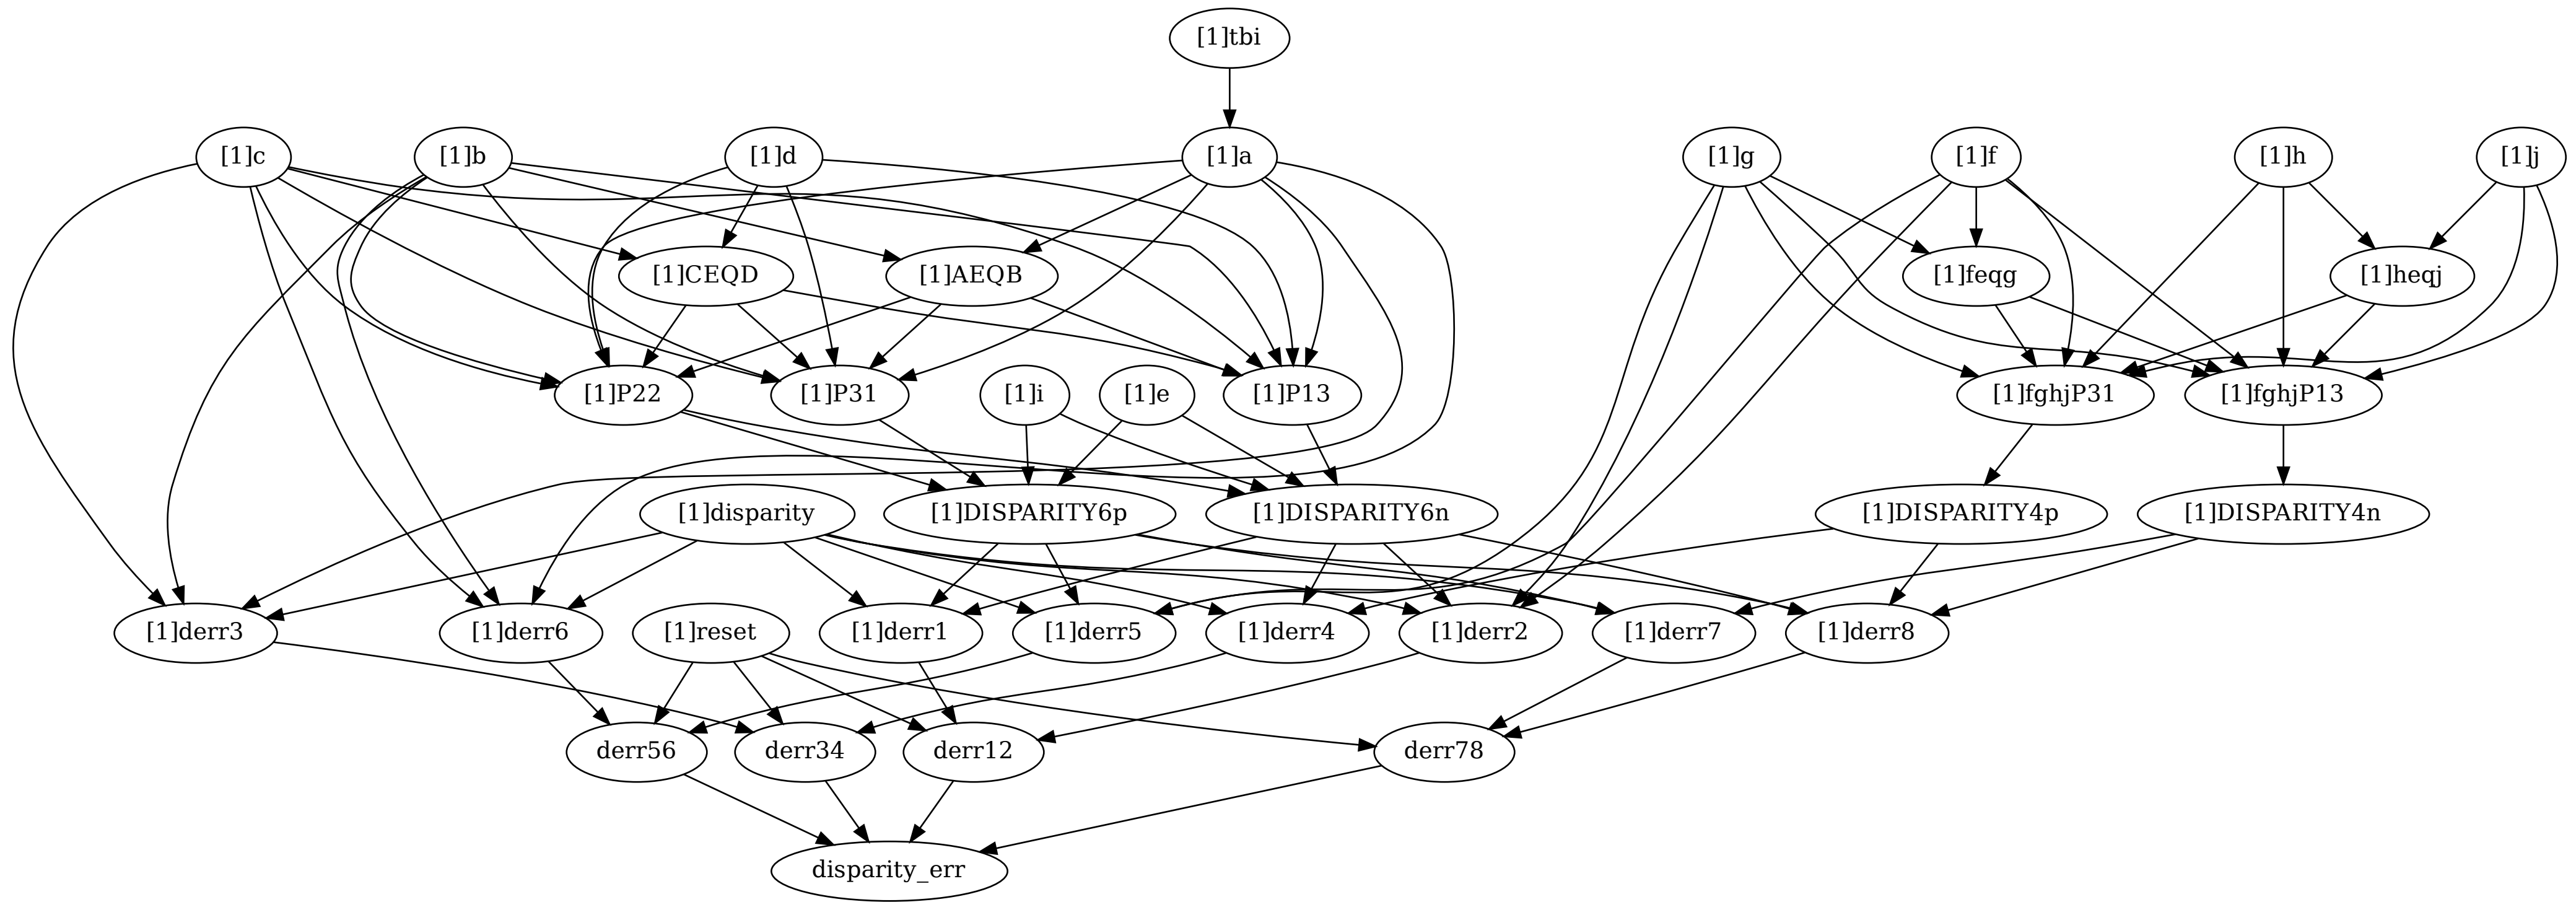 [1]tbi
[1]c
[1]b
[1]d
[1]a
[1]g
[1]f
[1]h
[1]j
[1]CEQD
[1]AEQB
[1]feqg
[1]heqj
[1]P22
[1]P31
[1]i
[1]e
[1]P13
[1]fghjP31
[1]fghjP13
[1]disparity
[1]DISPARITY6p
[1]DISPARITY6n
[1]DISPARITY4p
[1]DISPARITY4n
[1]derr3
[1]derr6
[1]reset
[1]derr1
[1]derr5
[1]derr4
[1]derr2
[1]derr7
[1]derr8
derr56
derr34
derr12
derr78
disparity_err